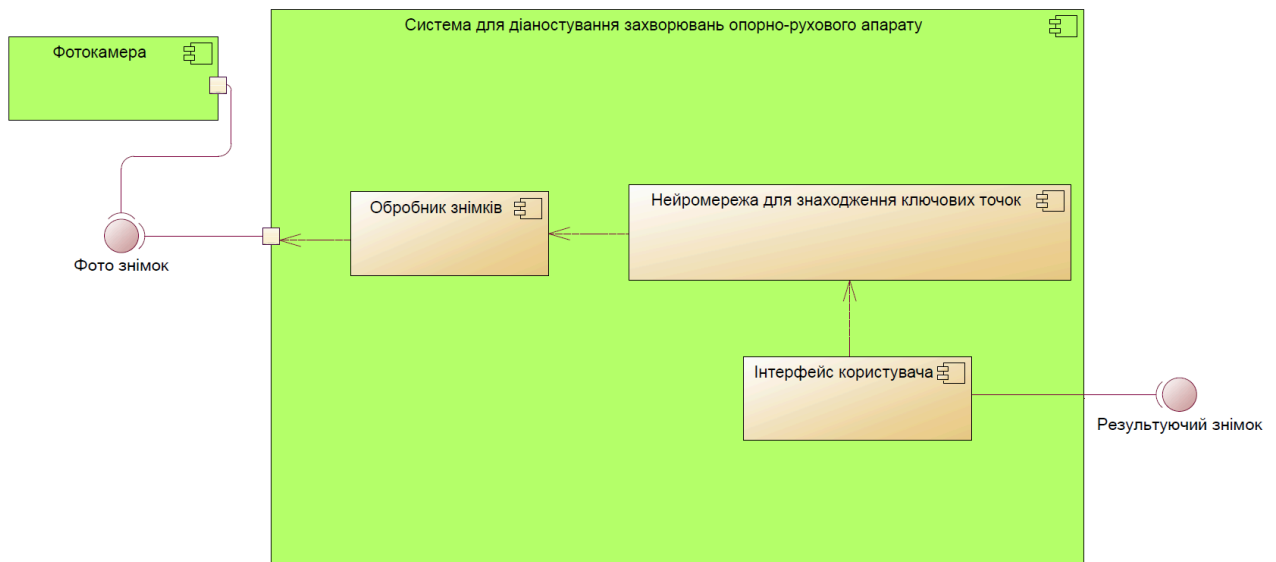 Система для діаностування захворювань опорно-рухового апарату
Фотокамера
Обробник знімків
Нейромережа для знаходження ключових точок
Фото знімок
Інтерфейс користувача
Результуючий знімок